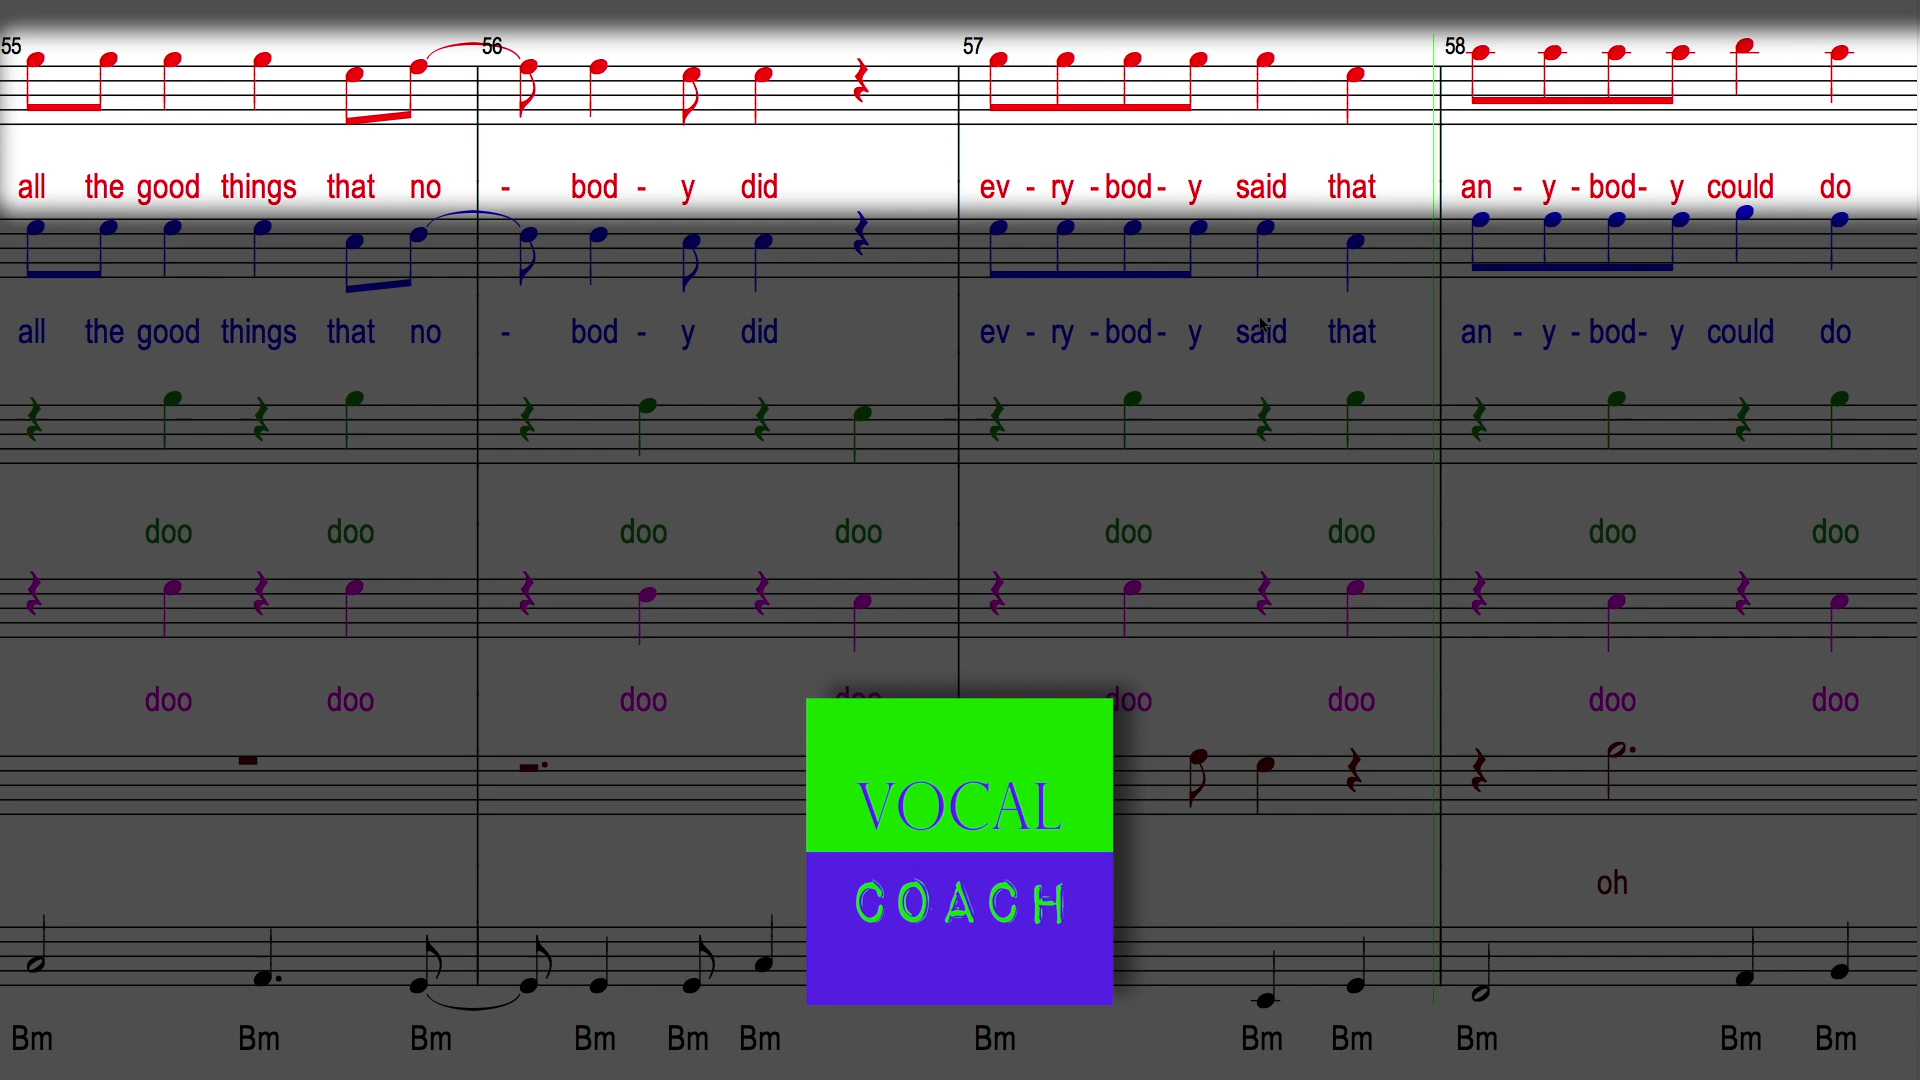 55 56 57 58
all the good things that no - bod - y did ev - ry - bod - y said that an - y - bod - y could do
all the good things that no - bod - y did ev - ry - bod - y said that an - y - bod - y could do
doo doo doo doo doo doo doo doo
doo doo doo doo doo doo doo doo
VOCAL
COACH
oh
Bm Bm Bm Bm Bm Bm Bm Bm Bm Bm Bm Bm